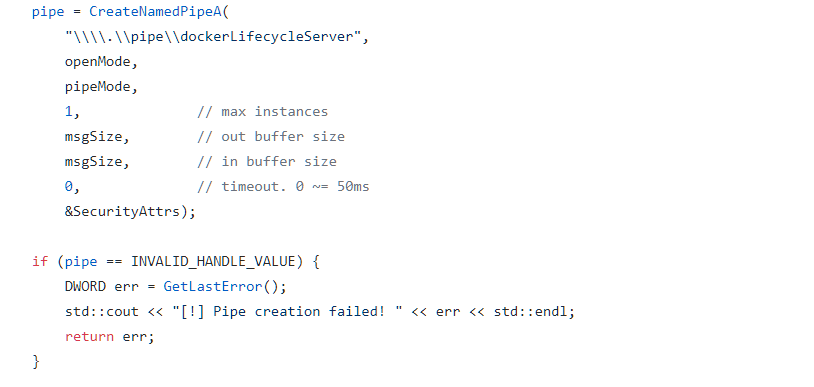 pipe = CreateNamedPipeA(
    "\\\\.\\pipe\\dockerLifecycleServer",
    openMode,
    pipeMode,
    1,              // max instances
    msgSize,        // out buffer size
    msgSize,        // in buffer size
    0,              // timeout. 0 ~= 50ms
    &SecurityAttrs);

if (pipe == INVALID_HANDLE_VALUE) {
    DWORD err = GetLastError();
    std::cout << "[!] Pipe creation failed! " << err << std::endl;
    return err;
}